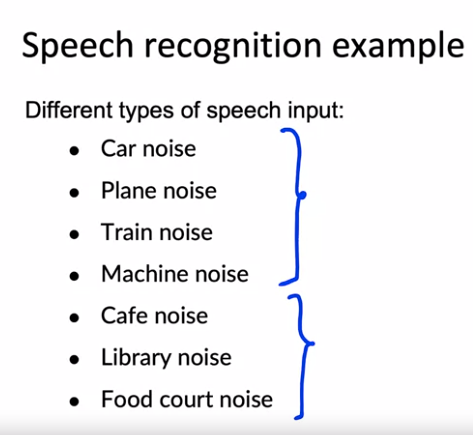 Speech recognition example
Different types of speech input:
• Car noise
• Plane noise
• Train noise
• Machine noise
• Cafe noise
• Library noise
• Food court noise